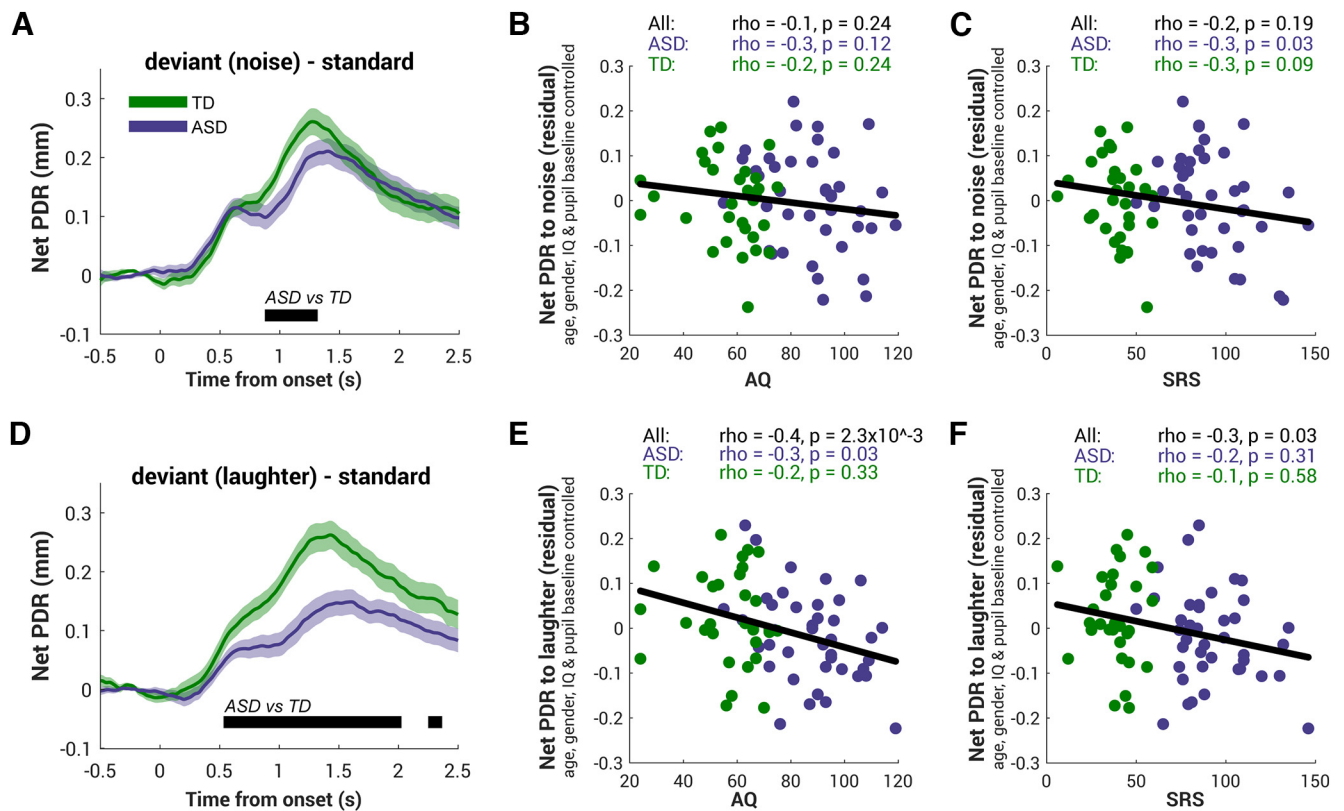 A
deviant (noise) - standard
TD
ASD
Net PDR (mm)
0.3
0.2
0.1
0
-0.1
ASD vs TD
-0.5
0
0.5
1
1.5
2
2.5
Time from onset (s)
B
All: rho = -0.1, p = 0.24
ASD: rho = -0.3, p = 0.12
TD: rho = -0.2, p = 0.24
Net PDR to noise (residual)
age, gender, IQ & pupil baseline controlled
0.3
0.2
0.1
0
-0.1
-0.2
-0.3
20
40
60
80
100
120
AQ
C
All: rho = -0.2, p = 0.19
ASD: rho = -0.3, p = 0.03
TD: rho = -0.3, p = 0.09
Net PDR to noise (residual)
age, gender, IQ & pupil baseline controlled
0.3
0.2
0.1
0
-0.1
-0.2
-0.3
0
50
100
150
SRS
D
deviant (laughter) - standard
Net PDR (mm)
0.3
0.2
0.1
0
-0.1
ASD vs TD
-0.5
0
0.5
1
1.5
2
2.5
Time from onset (s)
E
All: rho = -0.4, p = 2.3x10^-3
ASD: rho = -0.3, p = 0.03
TD: rho = -0.2, p = 0.33
Net PDR to laughter (residual)
age, gender, IQ & pupil baseline controlled
0.3
0.2
0.1
0
-0.1
-0.2
-0.3
20
40
60
80
100
120
AQ
F
All: rho = -0.3, p = 0.03
ASD: rho = -0.2, p = 0.31
TD: rho = -0.1, p = 0.58
Net PDR to laughter (residual)
age, gender, IQ & pupil baseline controlled
0.3
0.2
0.1
0
-0.1
-0.2
-0.3
0
50
100
150
SRS